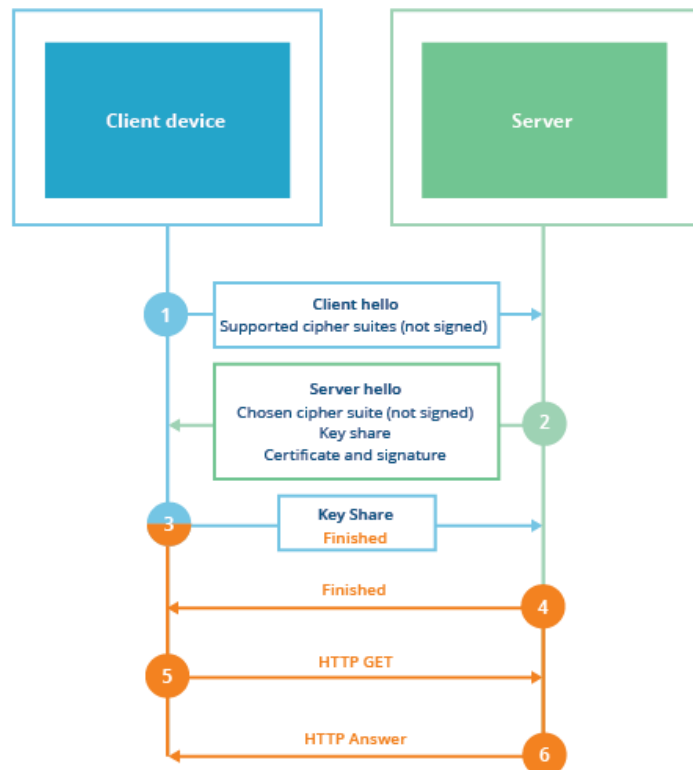 Client device
Server
1
Client hello
Supported cipher suites (not signed)
Server hello
Chosen cipher suite (not signed)
Key share
Certificate and signature
2
3
Key Share
Finished
Finished
4
5
HTTP GET
HTTP Answer
6